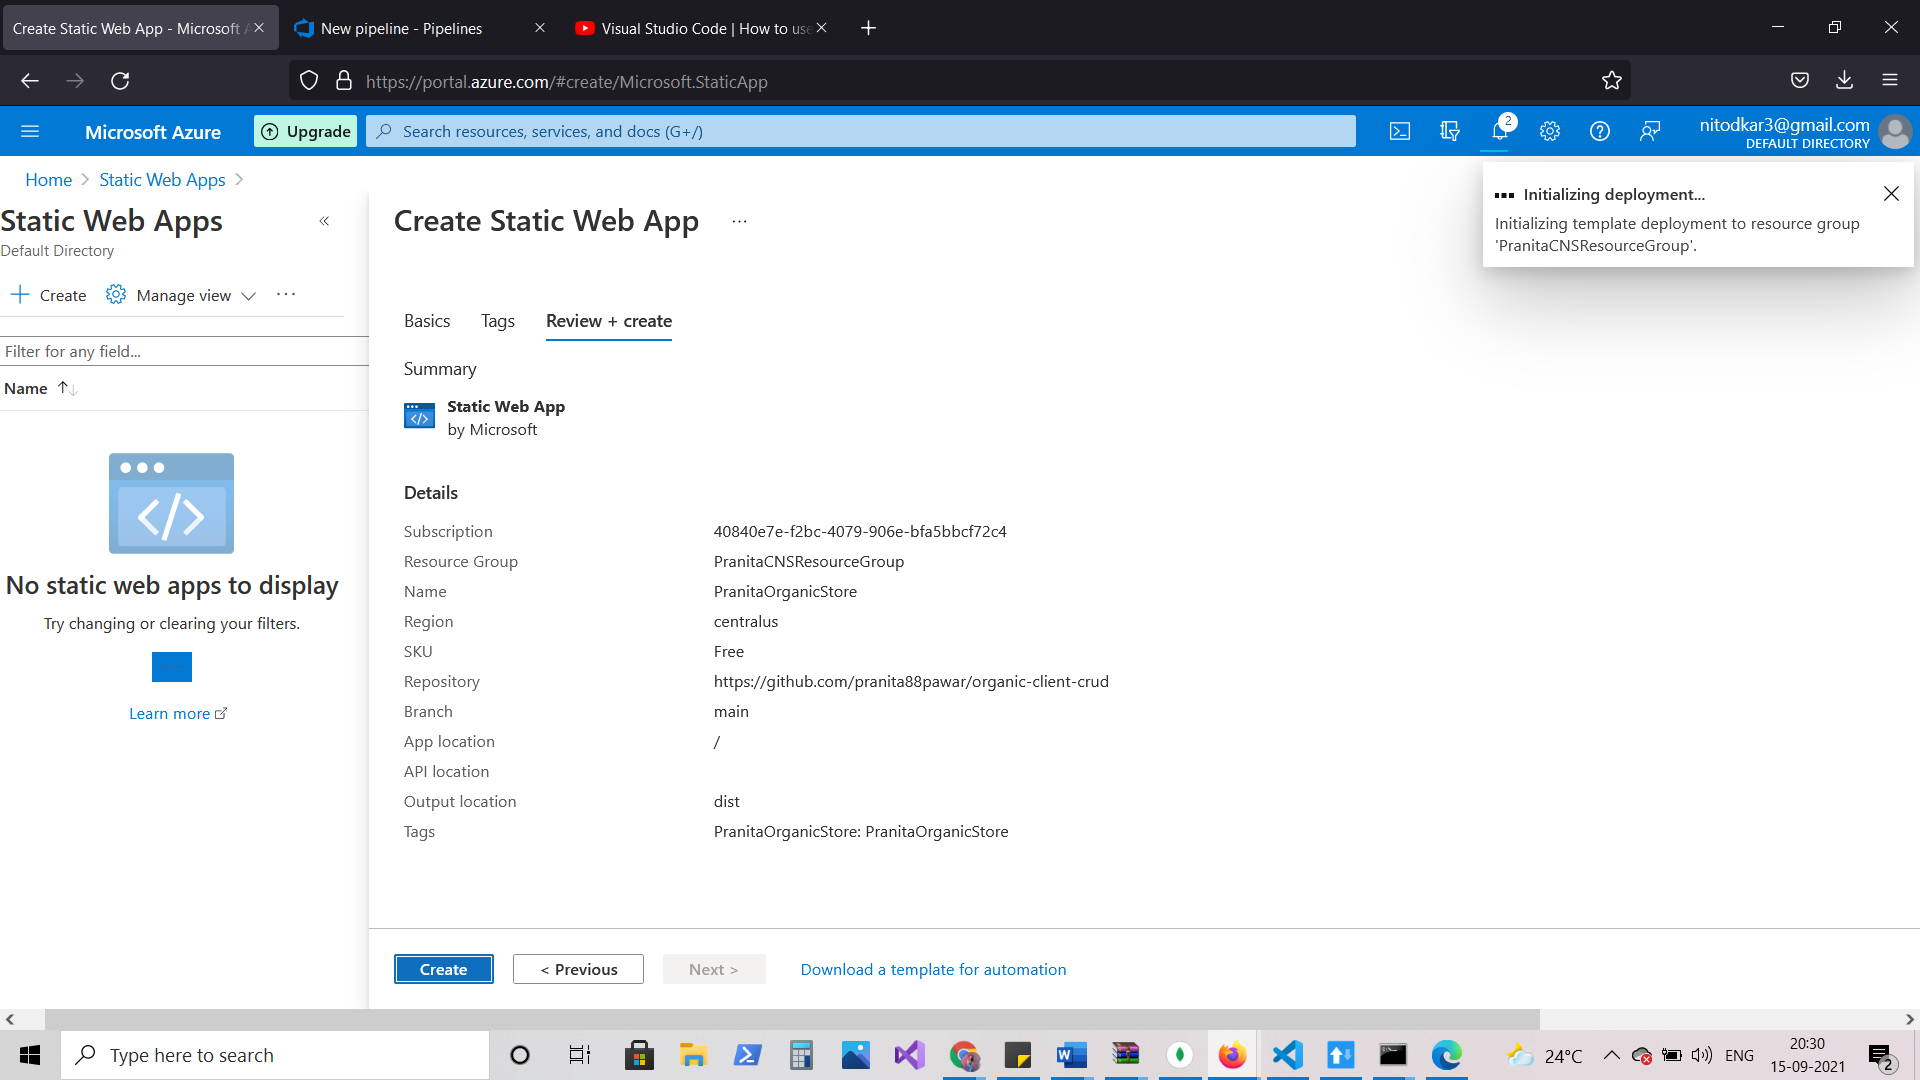 Create Static Web App - Microsoft A
New pipeline - Pipelines
Visual Studio Code | How to use
https://portal.azure.com/#create/Microsoft.StaticApp
Microsoft Azure
Upgrade
Search resources, services, and docs (G+/)
2
nitodkar3@gmail.com
DEFAULT DIRECTORY
Home
Static Web Apps
Initializing deployment...
Initializing template deployment to resource group
'PranitaCNSResourceGroup'.
Static Web Apps
Default Directory
Create Static Web App
Create
Manage view
Filter for any field...
Name
No static web apps to display
Try changing or clearing your filters.
Learn more
Basics
Tags
Review + create
Summary
Static Web App
by Microsoft
Details
Subscription 40840e7e-f2bc-4079-906e-bfa5bbcf72c4
Resource Group PranitaCNSResourceGroup
Name PranitaOrganicStore
Region centralus
SKU Free
Repository https://github.com/pranita88pawar/organic-client-crud
Branch main
App location /
API location
Output location dist
Tags PranitaOrganicStore: PranitaOrganicStore
Create
< Previous
Next >
Download a template for automation
Type here to search
24°C
ENG
20:30
15-09-2021
2